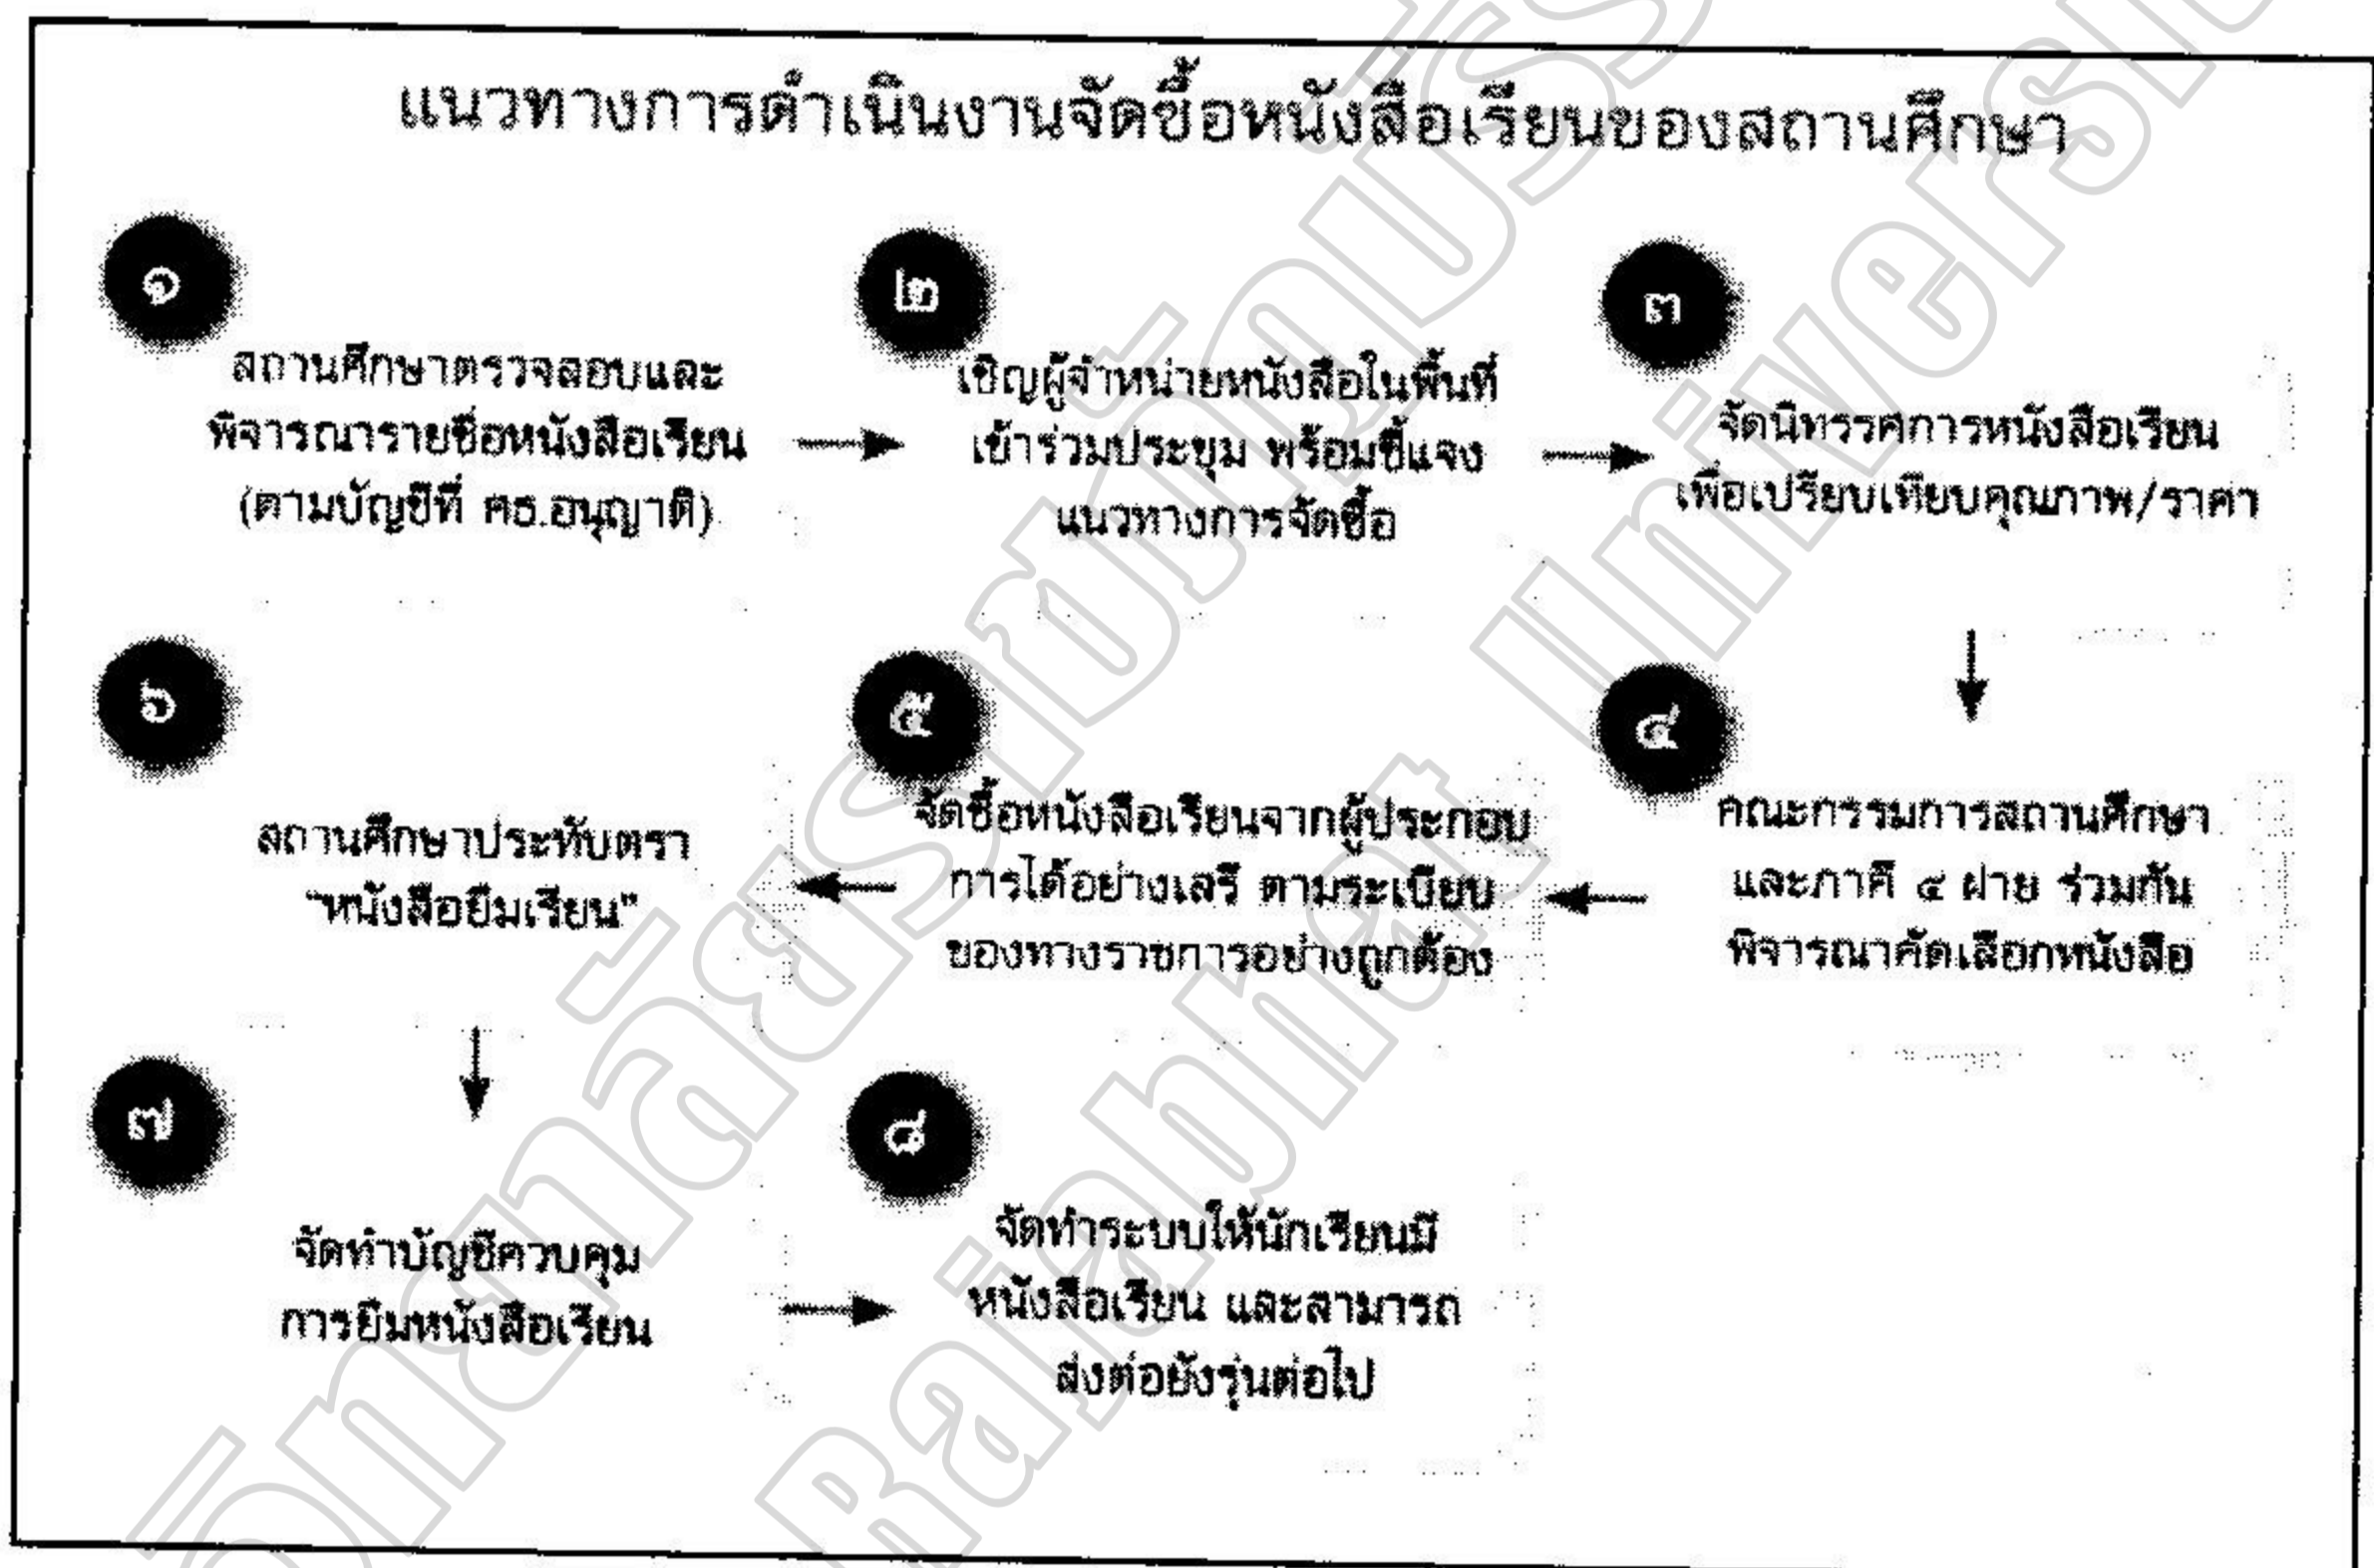 แนวทางการดำเนินงานจัดซื้อหนังสือเรียนของสถานศึกษา
๑
สถานศึกษาตรวจสอบและ
พิจารณารายชื่อหนังสือเรียน
(ตามบัญชีที่ ศธ.อนุญาติ)
๒
เชิญผู้จำหน่ายหนังสือในพื้นที่
เข้าร่วมประชุม พร้อมชี้แจง
แนวทางการจัดซื้อ
๓
จัดนิทรรศการหนังสือเรียน
เพื่อเปรียบเทียบคุณภาพ/ราคา
๔
คณะกรรมการสถานศึกษา
และภาคี ๔ ฝ่าย ร่วมกัน
พิจารณาคัดเลือกหนังสือ
๕
จัดซื้อหนังสือเรียนจากผู้ประกอบ
การได้อย่างเสรี ตามระเบียบ
ของทางราชการอย่างถูกต้อง
๖
สถานศึกษาประทับตรา
"หนังสือยืมเรียน"
๗
จัดทำบัญชีควบคุม
การยืมหนังสือเรียน
๘
จัดทำระบบให้นักเรียนมี
หนังสือเรียน และสามารถ
ส่งต่อยังรุ่นต่อไป
Rajabhat Univers